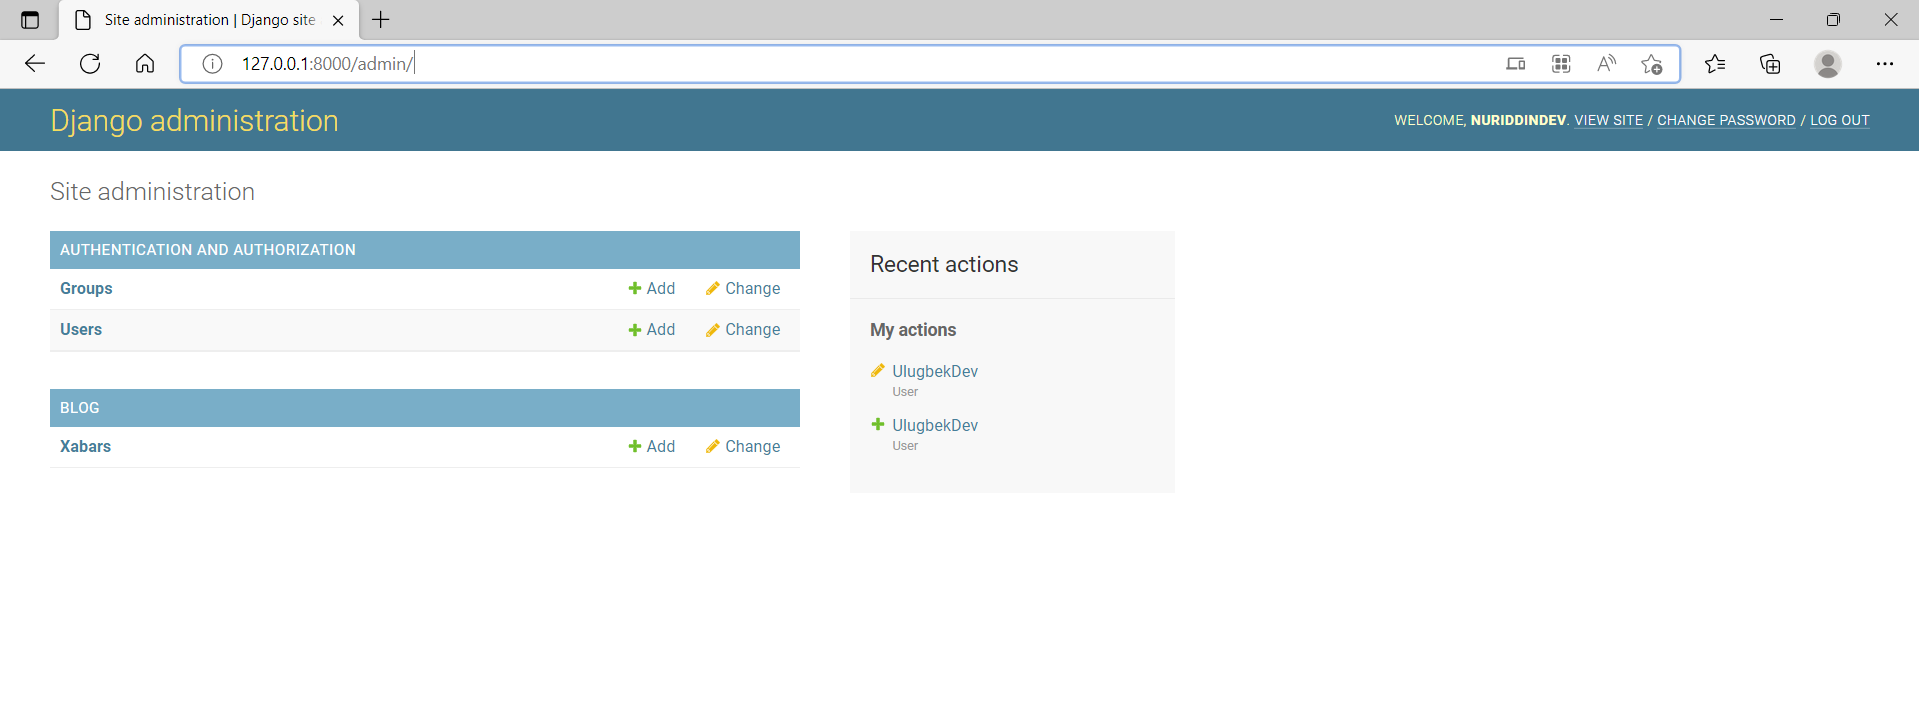 Site administration | Django site
127.0.0.1:8000/admin/
Django administration
WELCOME, NURIDDINDEV. VIEW SITE / CHANGE PASSWORD / LOG OUT
Site administration
AUTHENTICATION AND AUTHORIZATION
Groups Add Change
Users Add Change
BLOG
Xabars Add Change
Recent actions
My actions
UlugbekDev
User
UlugbekDev
User